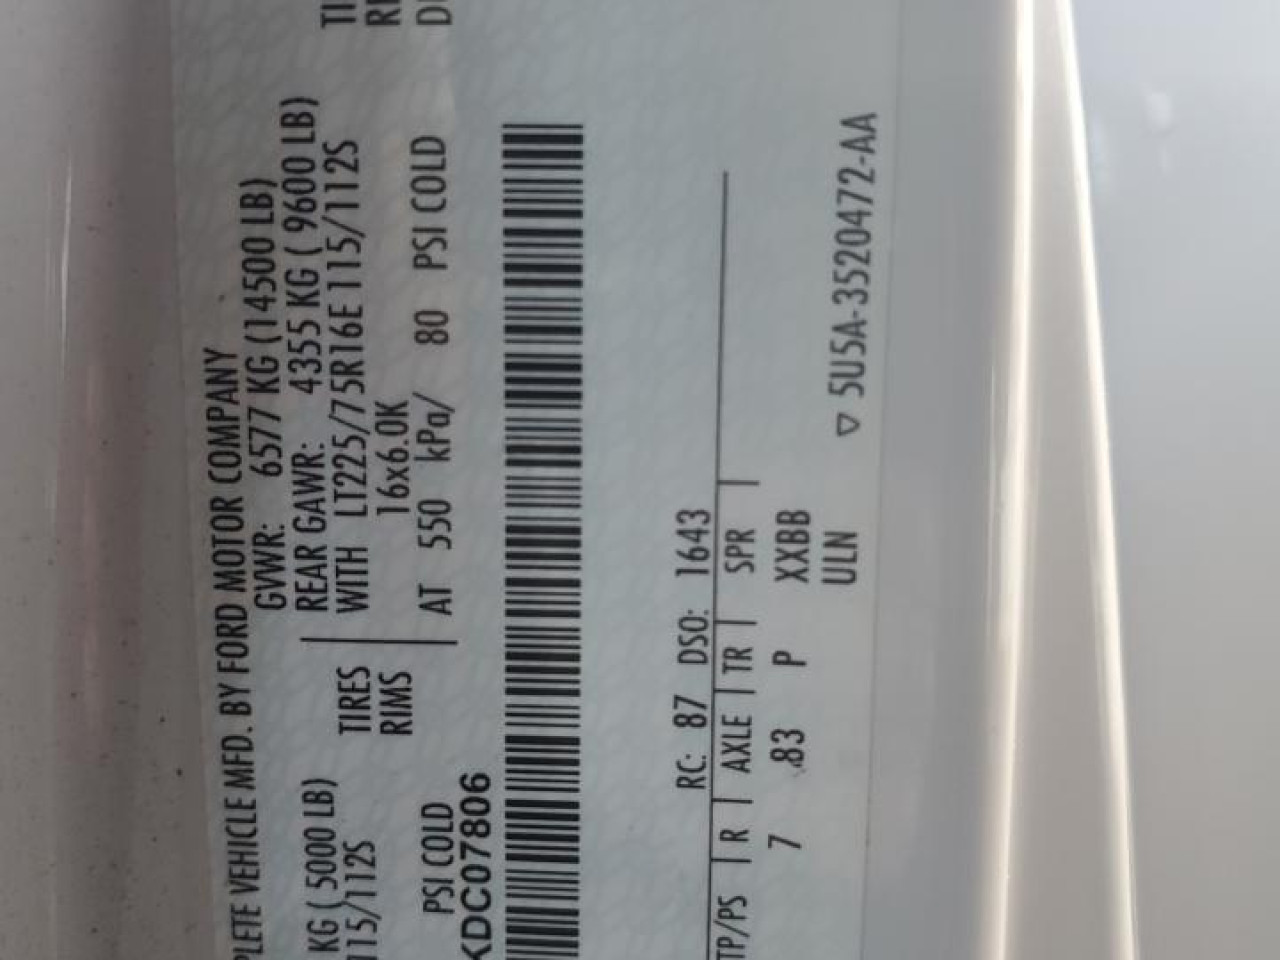 PLETE VEHICLE MFD. BY FORD MOTOR COMPANY
GVWR: 6577 KG (14500 LB)
KG ( 5000 LB) REAR GAWR: 4355 KG ( 9600 LB)
115/112S TIRES WITH LT225/75R16E 115/112S TI
RIMS 16x6.0K
PSI COLD AT 550 kPa/ 80 PSI COLD
KDC07806
RC: 87 DSO: 1643
TP/PS | R | AXLE | TR | SPR |
7 83 P XXBB
ULN
▽ 5U5A-3520472-AA